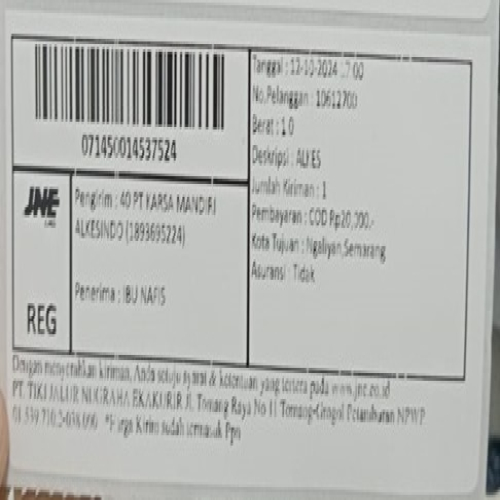 071450014537524
JNE
REG
Pengirim : 40 PT KARSA MANDIRI
ALKESINDO (1893695224)
Penerima : IBU NAFIS
Tanggal : 12-10-2024
No.Pelanggan : 10612700
Berat : 1.0
Deskripsi : ALKES
Jumlah Kiriman : 1
Pembayaran : COD
Kota Tujuan : Ngaliyan,Semarang
Asuransi : Tidak
Dengan menyerahkan kiriman, Anda setuju syarat & ketentuan yang tertera pada www.jne.co.id
PT. TIKI JALUR NUGRAHA EKAKURIR Jl. Tomang Raya No 11 Tomang-Grogol Petamburan NPWP
*Harga Kirim sudah termasuk Ppn